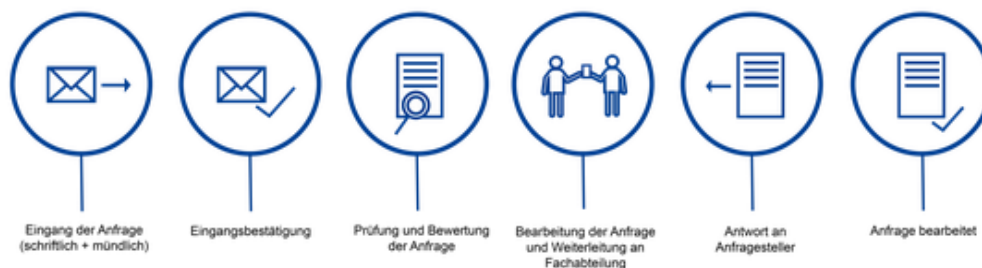 Eingang der Anfrage
(schriftlich + mündlich)
Eingangsbestätigung
Prüfung und Bewertung
der Anfrage
Bearbeitung der Anfrage
und Weiterleitung an
Fachabteilung
Antwort an
Anfragesteller
Anfrage bearbeitet